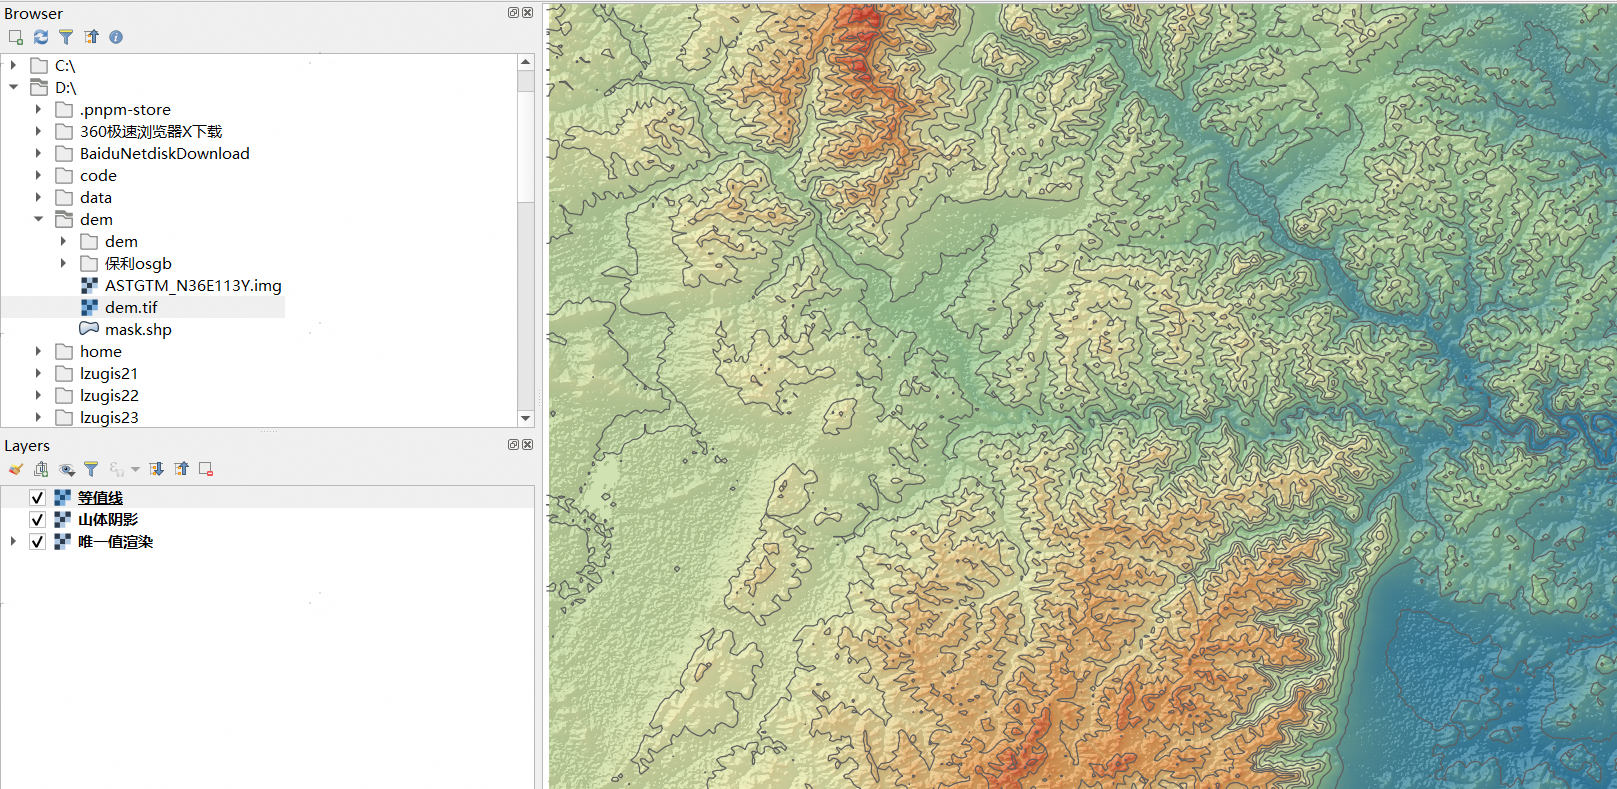 Browser
C:\
D:\
.pnpm-store
360极速浏览器X下载
BaiduNetdiskDownload
code
data
dem
dem
保利osgb
ASTGTM_N36E113Y.img
dem.tif
mask.shp
home
lzugis21
lzugis22
lzugis23
Layers
等值线
山体阴影
唯一值渲染